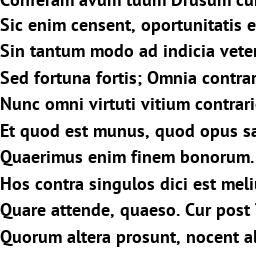 Conferam avum tuum Drusum cu
Sic enim censent, oportunitatis e
Sin tantum modo ad indicia veter
Sed fortuna fortis; Omnia contrar
Nunc omni virtuti vitium contrari
Et quod est munus, quod opus sa
Quaerimus enim finem bonorum.
Hos contra singulos dici est meli
Quare attende, quaeso. Cur post
Quorum altera prosunt, nocent al